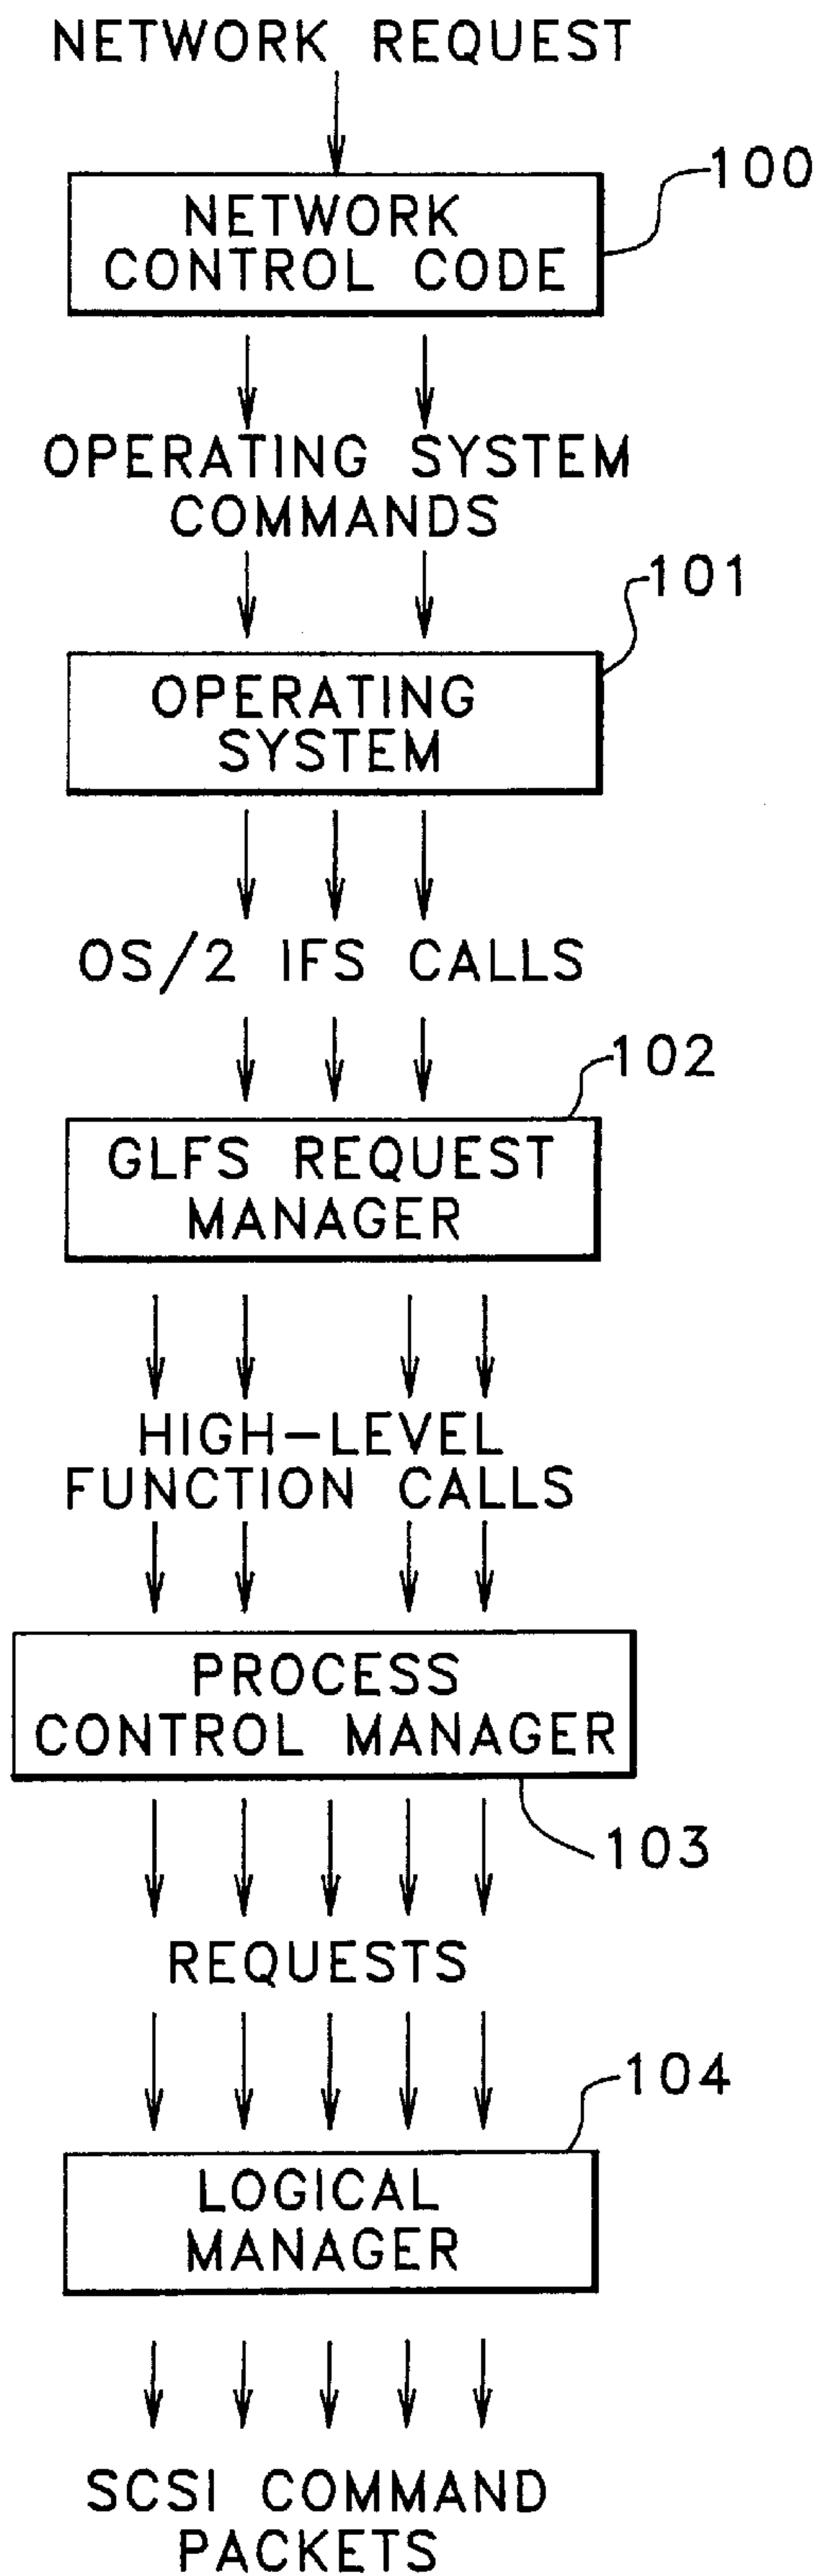 NETWORK REQUEST
100
NETWORK
CONTROL CODE
OPERATING SYSTEM
COMMANDS
101
OPERATING
SYSTEM
OS/2 IFS CALLS
102
GLFS REQUEST
MANAGER
HIGH-LEVEL
FUNCTION CALLS
PROCESS
CONTROL MANAGER
103
REQUESTS
104
LOGICAL
MANAGER
SCSI COMMAND
PACKETS